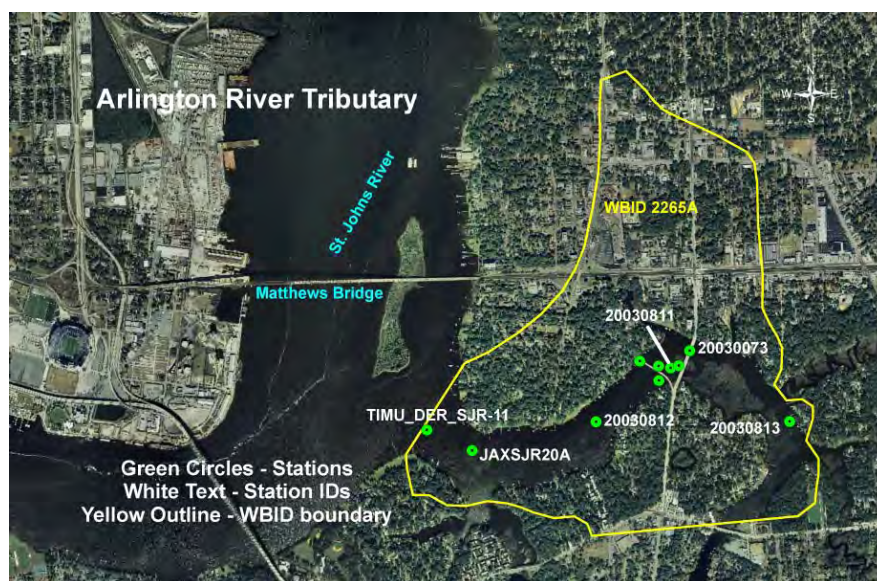 Arlington River Tributary
W E
S
St. Johns River
WBID 2265A
Matthews Bridge
20030811
20030073
TIMU_DER_SJR-11
20030812
20030813
JAXSJR20A
Green Circles - Stations
White Text - Station IDs
Yellow Outline - WBID boundary